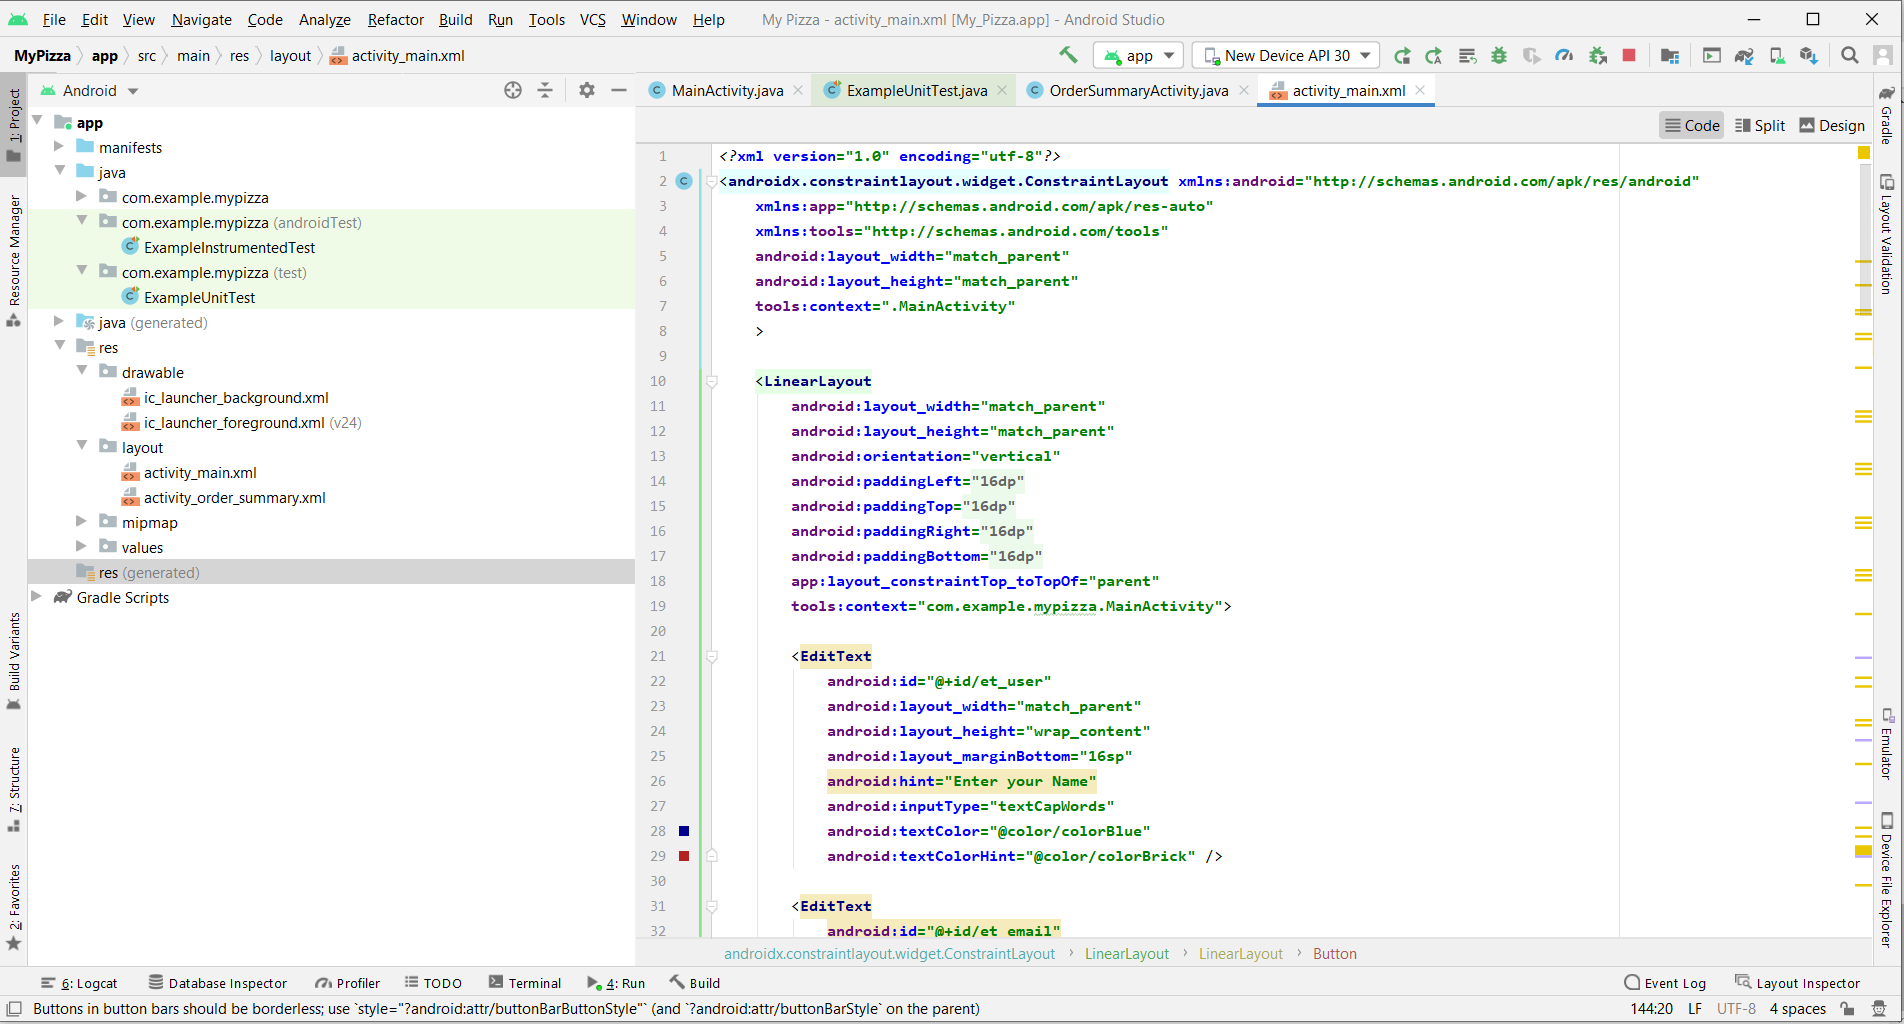 File Edit View Navigate Code Analyze Refactor Build Run Tools VCS Window Help My Pizza - activity_main.xml [My_Pizza.app] - Android Studio
MyPizza app src main res layout activity_main.xml app New Device API 30
1: Project
Resource Manager
Build Variants
7: Structure
2: Favorites
Android
app
manifests
java
com.example.mypizza
com.example.mypizza (androidTest)
ExampleInstrumentedTest
com.example.mypizza (test)
ExampleUnitTest
java (generated)
res
drawable
ic_launcher_background.xml
ic_launcher_foreground.xml (v24)
layout
activity_main.xml
activity_order_summary.xml
mipmap
values
res (generated)
Gradle Scripts
MainActivity.java ExampleUnitTest.java OrderSummaryActivity.java activity_main.xml
Code Split Design
1 <?xml version="1.0" encoding="utf-8"?>
2 <androidx.constraintlayout.widget.ConstraintLayout xmlns:android="http://schemas.android.com/apk/res/android"
3 xmlns:app="http://schemas.android.com/apk/res-auto"
4 xmlns:tools="http://schemas.android.com/tools"
5 android:layout_width="match_parent"
6 android:layout_height="match_parent"
7 tools:context=".MainActivity"
8 >
9
10 <LinearLayout
11 android:layout_width="match_parent"
12 android:layout_height="match_parent"
13 android:orientation="vertical"
14 android:paddingLeft="16dp"
15 android:paddingTop="16dp"
16 android:paddingRight="16dp"
17 android:paddingBottom="16dp"
18 app:layout_constraintTop_toTopOf="parent"
19 tools:context="com.example.mypizza.MainActivity">
20
21 <EditText
22 android:id="@+id/et_user"
23 android:layout_width="match_parent"
24 android:layout_height="wrap_content"
25 android:layout_marginBottom="16sp"
26 android:hint="Enter your Name"
27 android:inputType="textCapWords"
28 android:textColor="@color/colorBlue"
29 android:textColorHint="@color/colorBrick" />
30
31 <EditText
32 android:id="@+id/et_email"
androidx.constraintlayout.widget.ConstraintLayout › LinearLayout › LinearLayout › Button
Gradle
Layout Validation
Emulator
Device File Explorer
6: Logcat Database Inspector Profiler TODO Terminal 4: Run Build Event Log Layout Inspector
Buttons in button bars should be borderless; use `style="?android:attr/buttonBarButtonStyle"` (and `?android:attr/buttonBarStyle` on the parent) 144:20 LF UTF-8 4 spaces